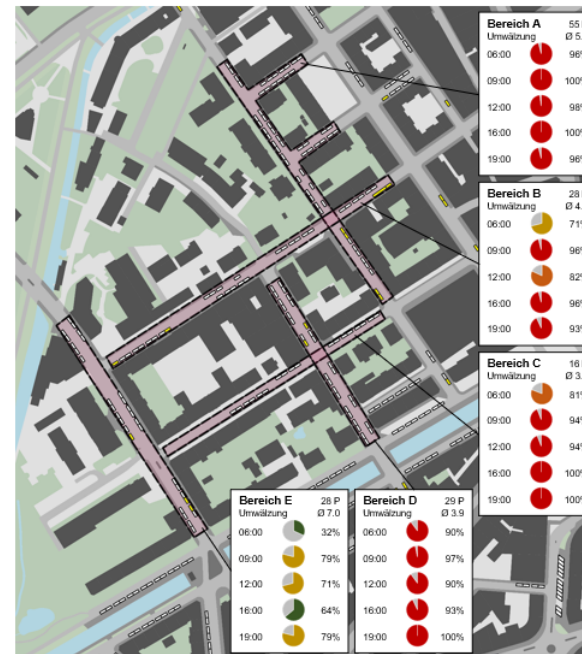 Bereich A 55
Umwälzung Ø 5.
06:00 96%
09:00 100%
12:00 98%
16:00 100%
19:00 96%
Bereich B 28
Umwälzung Ø 4.
06:00 71%
09:00 96%
12:00 82%
16:00 96%
19:00 93%
Bereich C 16
Umwälzung Ø 3.
06:00 81%
09:00 94%
12:00 94%
16:00 100%
19:00 100%
Bereich E 28 P
Umwälzung Ø 7.0
06:00 32%
09:00 79%
12:00 71%
16:00 64%
19:00 79%
Bereich D 29 P
Umwälzung Ø 3.9
06:00 90%
09:00 97%
12:00 90%
16:00 93%
19:00 100%